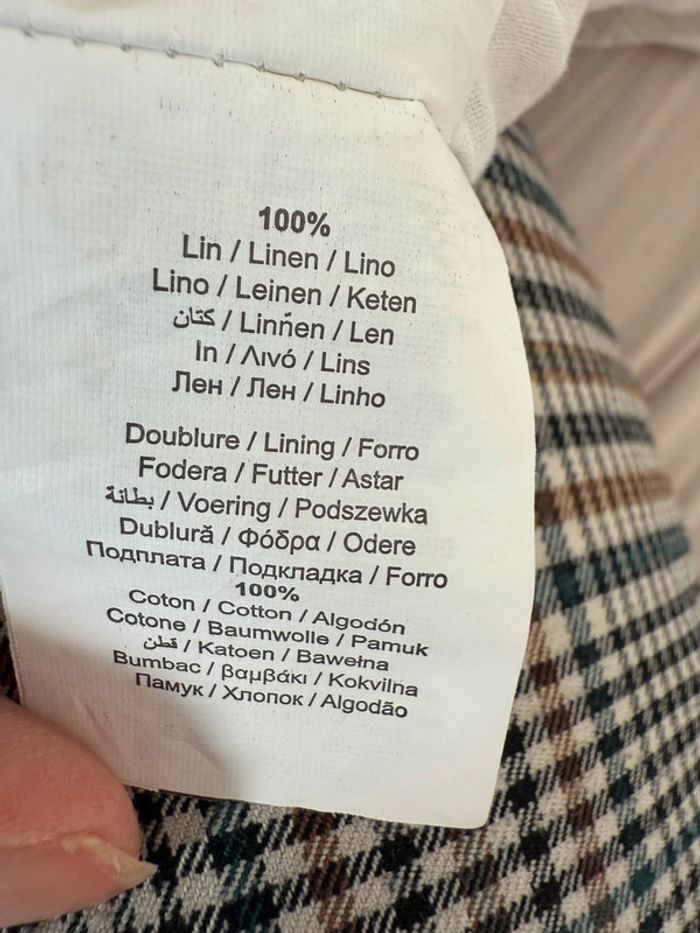 100%
Lin / Linen / Lino
Lino / Leinen / Keten
كتان / Linńen / Len
In / Λινό / Lins
Лен / Лен / Linho
Doublure / Lining / Forro
Fodera / Futter / Astar
بطانة / Voering / Podszewka
Dublură / Φόδρα / Odere
Подплата / Подкладка / Forro
100%
Coton / Cotton / Algodón
Cotone / Baumwolle / Pamuk
قطن / Katoen / Bawełna
Bumbac / βαμβάκι / Kokvilna
Памук / Хлопок / Algodão